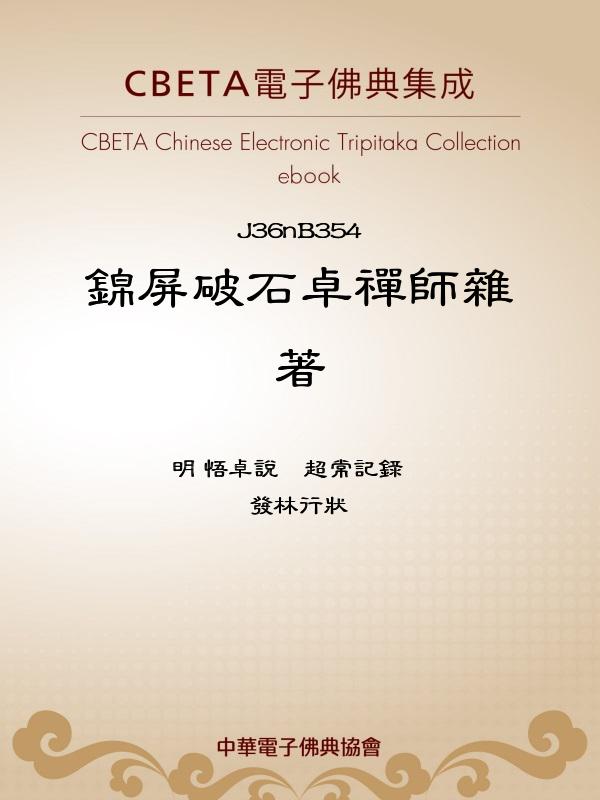 CBETA電子佛典集成
CBETA Chinese Electronic Tripitaka Collection
ebook
J36nB354
錦屏破石卓禪師雜
著
明 悟卓說　超常記錄
發林行狀
中華電子佛典協會